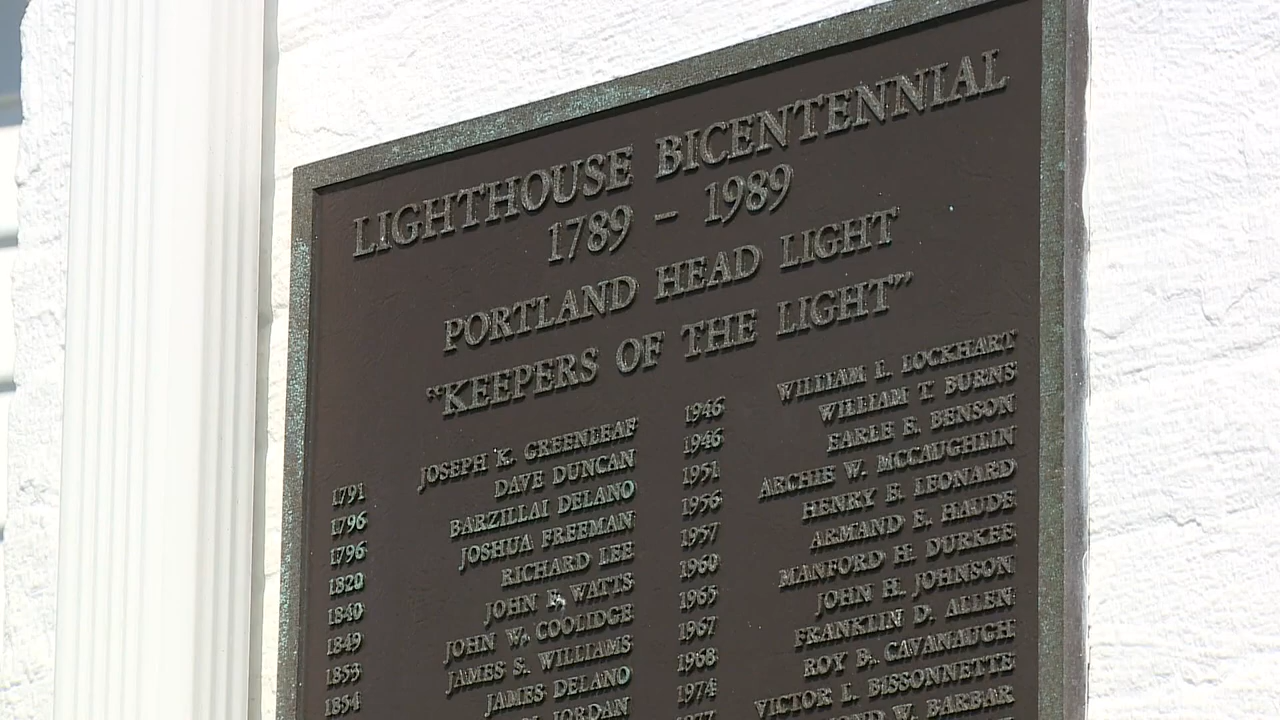 LIGHTHOUSE BICENTENNIAL
1789 – 1989
PORTLAND HEAD LIGHT
“KEEPERS OF THE LIGHT”
1791 JOSEPH K. GREENLEAF
1796 DAVE DUNCAN
1796 BARZILLAI DELANO
1820 JOSHUA FREEMAN
1840 RICHARD LEE
1849 JOHN F. WATTS
1853 JOHN W. COOLIDGE
1854 JAMES S. WILLIAMS
JAMES DELANO
JORDAN
1946 WILLIAM L. LOCKHART
1946 WILLIAM T. BURNS
1951 EARLE E. BENSON
1956 ARCHIE W. MCCAUGHLIN
1957 HENRY B. LEONARD
1960 ARMAND E. HAUDE
1965 MANFORD H. DURKEE
1967 JOHN H. JOHNSON
1968 FRANKLIN D. ALLEN
1974 ROY B. CAVANAUGH
1977 VICTOR L. BISSONNETTE
W. BARBAR